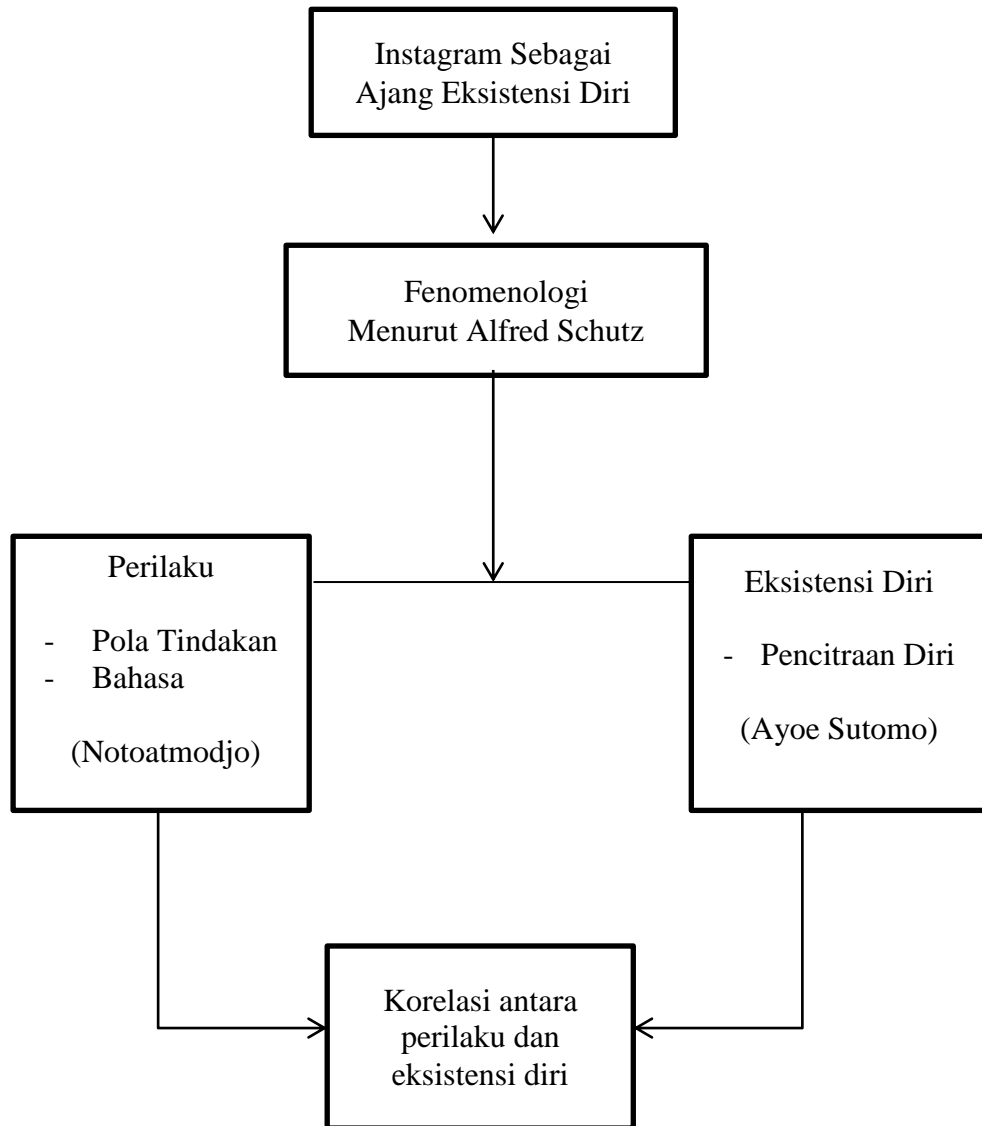 Instagram Sebagai
Ajang Eksistensi Diri
Fenomenologi
Menurut Alfred Schutz
Perilaku
- Pola Tindakan
- Bahasa
(Notoatmodjo)
Eksistensi Diri
- Pencitraan Diri
(Ayoe Sutomo)
Korelasi antara
perilaku dan
eksistensi diri